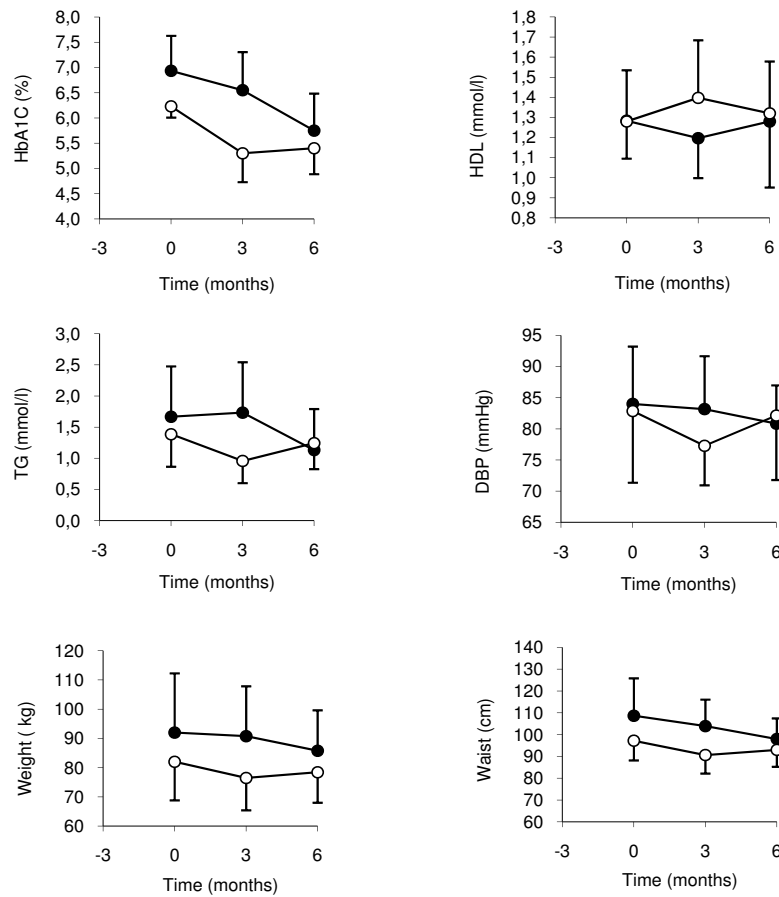 HbA1C (%)
8,0
7,5
7,0
6,5
6,0
5,5
5,0
4,5
4,0
-3 0 3 6
Time (months)
HDL (mmol/l)
1,8
1,7
1,6
1,5
1,4
1,3
1,2
1,1
1,0
0,9
0,8
-3 0 3 6
Time (months)
TG (mmol/l)
3,0
2,5
2,0
1,5
1,0
0,5
0,0
-3 0 3 6
Time (months)
DBP (mmHg)
95
90
85
80
75
70
65
-3 0 3 6
Time (months)
Weight ( kg)
120
110
100
90
80
70
60
-3 0 3 6
Time (months)
Waist (cm)
140
130
120
110
100
90
80
70
60
-3 0 3 6
Time (months)